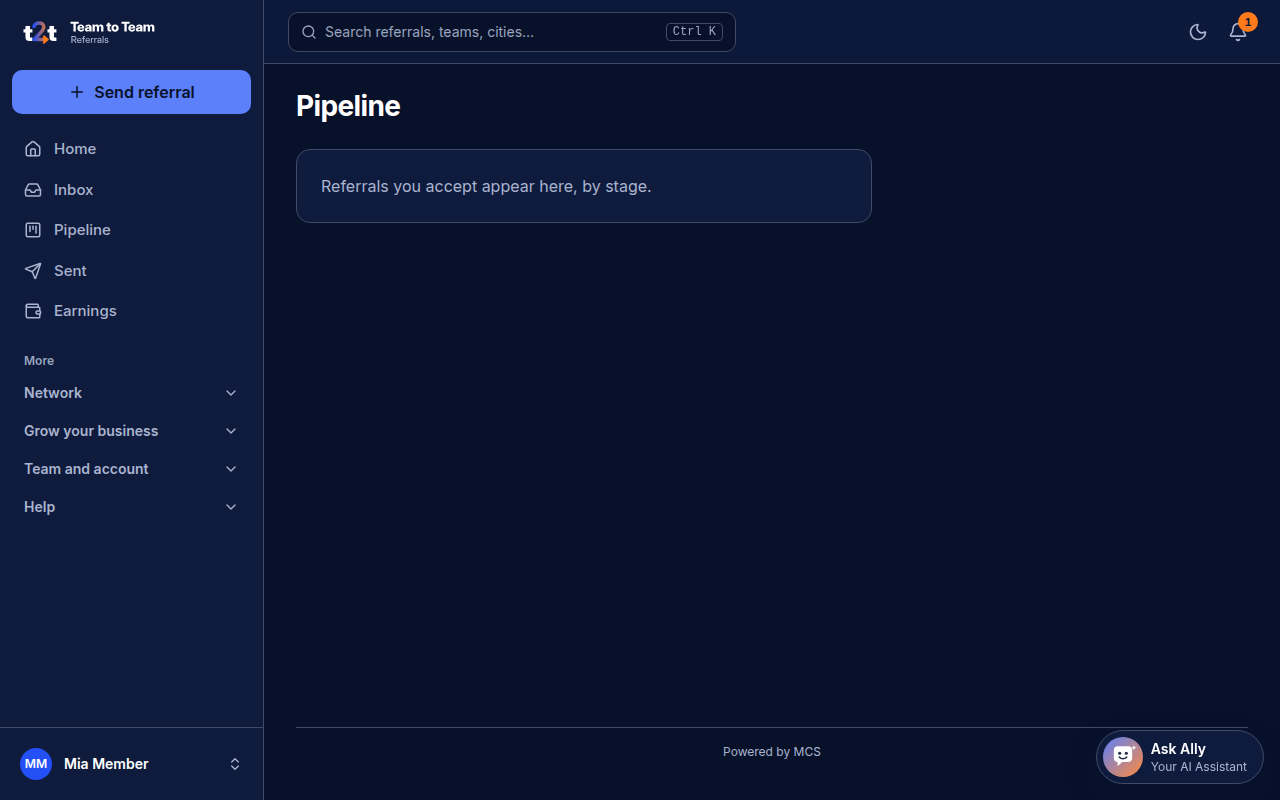 t2t
Team to Team
Referrals
Send referral
Home
Inbox
Pipeline
Sent
Earnings
More
Network
Grow your business
Team and account
Help
MM
Mia Member
Search referrals, teams, cities...
Ctrl K
1
Pipeline
Referrals you accept appear here, by stage.
Powered by MCS
Ask Ally
Your AI Assistant